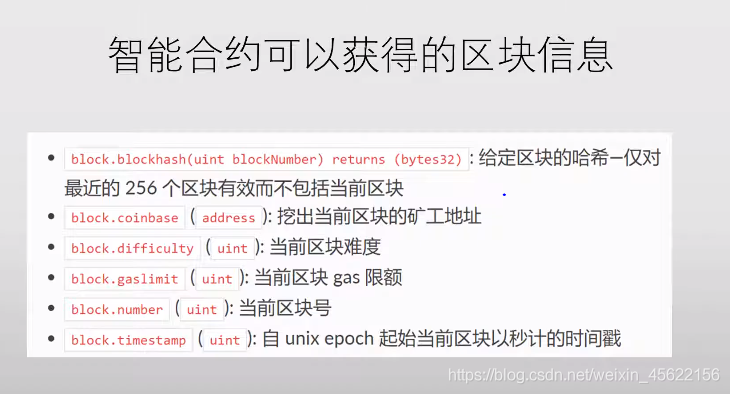 智能合约可以获得的区块信息
• block.blockhash(uint blockNumber) returns (bytes32): 给定区块的哈希—仅对
最近的 256 个区块有效而不包括当前区块
• block.coinbase (address): 挖出当前区块的矿工地址
• block.difficulty (uint): 当前区块难度
• block.gaslimit (uint): 当前区块 gas 限额
• block.number (uint): 当前区块号
• block.timestamp (uint): 自 unix epoch 起始当前区块以秒计的时间戳
https://blog.csdn.net/weixin_45622156